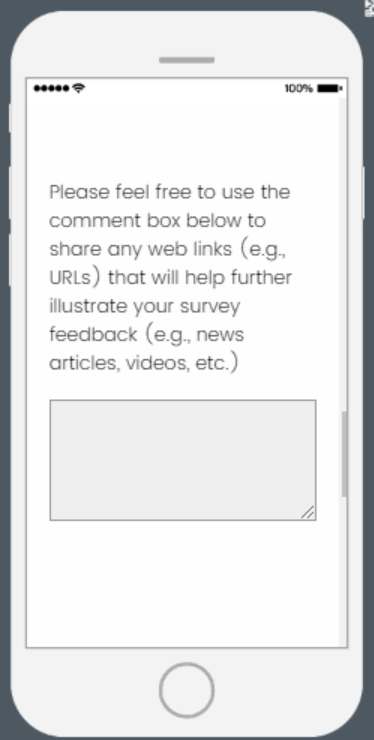 100%
Please feel free to use the
comment box below to
share any web links (e.g.,
URLs) that will help further
illustrate your survey
feedback (e.g., news
articles, videos, etc.)